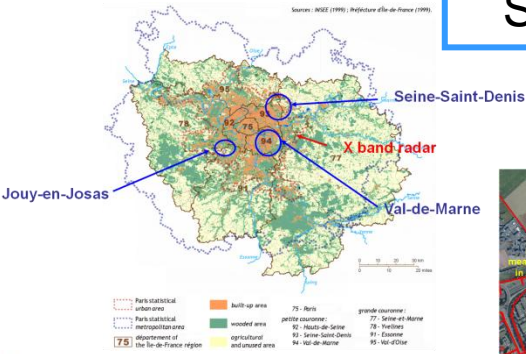 S
Sources : INSEE (1999) ; Préfecture d'Île-de-France (1999).
Seine-Saint-Denis
95
93
92
75
78
94
X band radar
77
Jouy-en-Josas
Val-de-Marne
91
Paris statistical
urban area
Paris statistical
metropolitan area
75 département of
the Île-de-France région
built-up area
wooded area
agricultural
and unused area
75 - Paris
petite couronne :
92 - Hauts-de-Seine
93 - Seine-Saint-Denis
94 - Val-de-Marne
grande couronne :
77 - Seine-et-Marne
78 - Yvelines
91 - Essonne
95 - Val-d'Oise